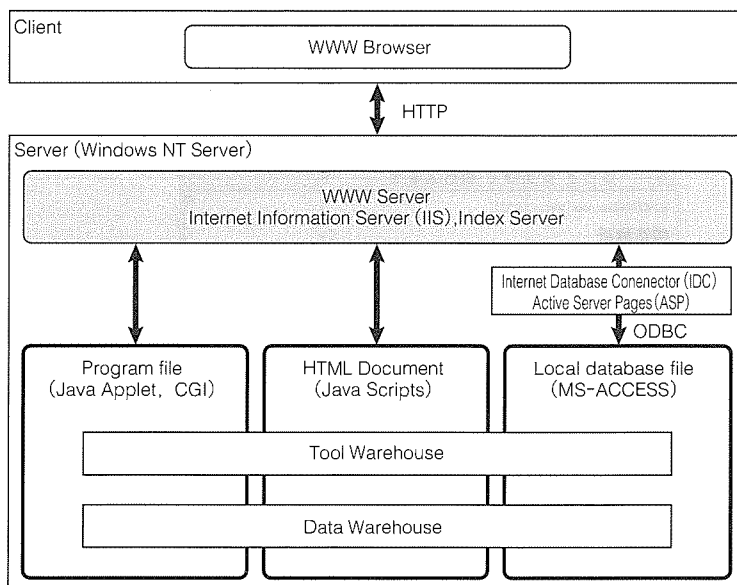 Client
WWW Browser
HTTP
Server (Windows NT Server)
WWW Server
Internet Information Server (IIS),Index Server
Internet Database Conenector (IDC)
Active Server Pages (ASP)
ODBC
Program file
(Java Applet, CGI)
HTML Document
(Java Scripts)
Local database file
(MS-ACCESS)
Tool Warehouse
Data Warehouse